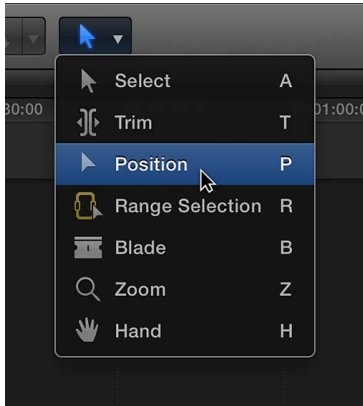 30:00
01:00:0
Select A
Trim T
Position P
Range Selection R
Blade B
Zoom Z
Hand H